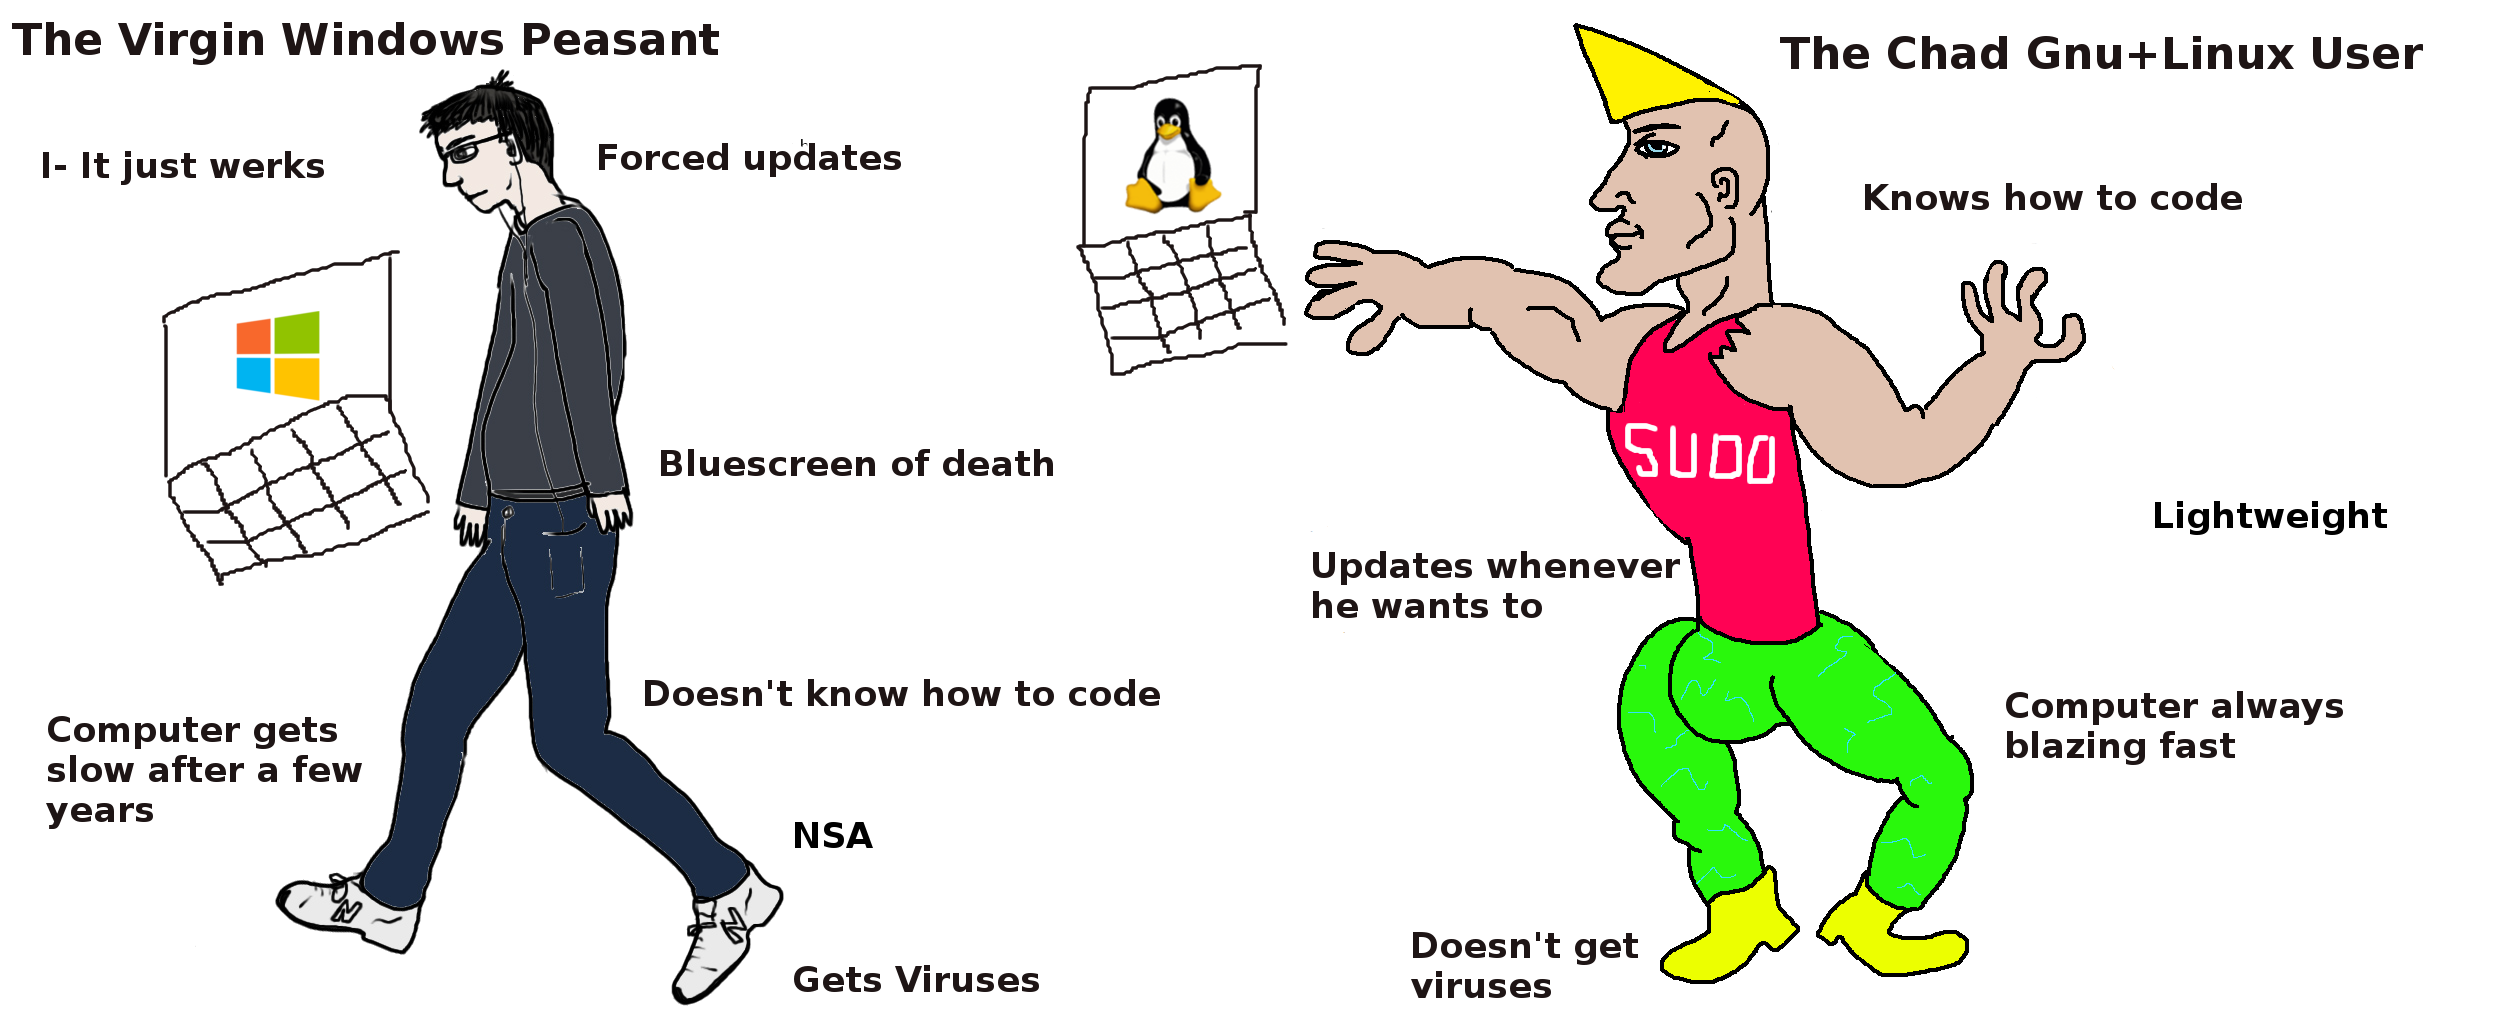 The Virgin Windows Peasant
I- It just werks
Forced updates
Bluescreen of death
Doesn't know how to code
Computer gets
slow after a few
years
NSA
Gets Viruses
N
N
The Chad Gnu+Linux User
Knows how to code
SUDO
Lightweight
Updates whenever
he wants to
Computer always
blazing fast
Doesn't get
viruses